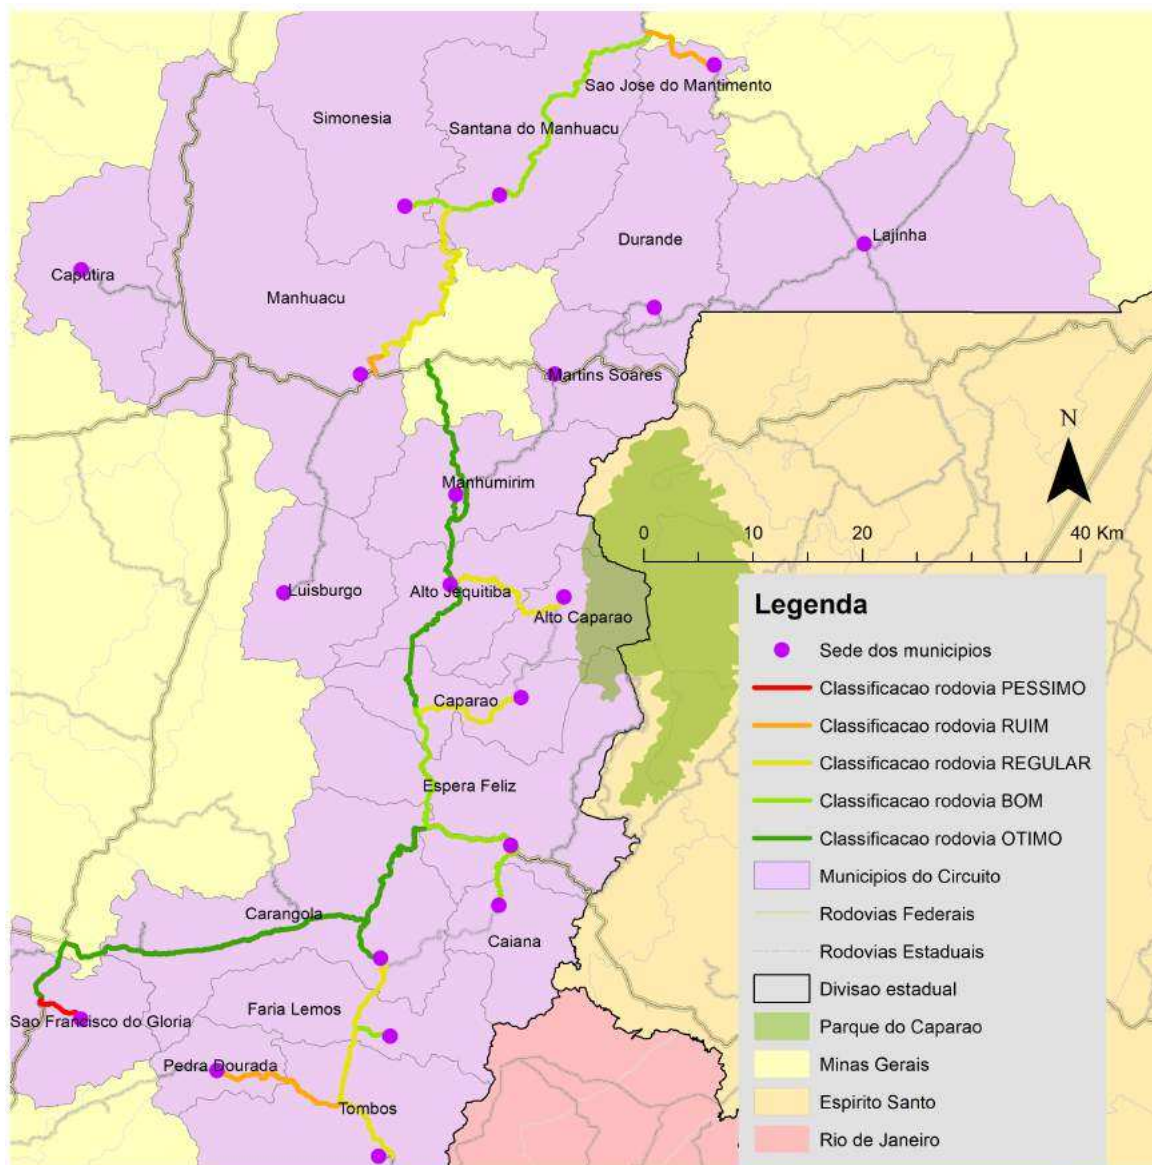 Sao Jose do Mantimento
Simonesia
Santana do Manhuacu
Durande
Lajinha
Caputira
Manhuacu
Martins Soares
N
Manhumirim
0 10 20 40 Km
Luisburgo
Alto Jequitiba
Alto Caparao
Caparao
Espera Feliz
Carangola
Caiana
Faria Lemos
Sao Francisco do Gloria
Pedra Dourada
Tombos
Legenda
Sede dos municipios
Classificacao rodovia PESSIMO
Classificacao rodovia RUIM
Classificacao rodovia REGULAR
Classificacao rodovia BOM
Classificacao rodovia OTIMO
Municipios do Circuito
Rodovias Federais
Rodovias Estaduais
Divisao estadual
Parque do Caparao
Minas Gerais
Espirito Santo
Rio de Janeiro